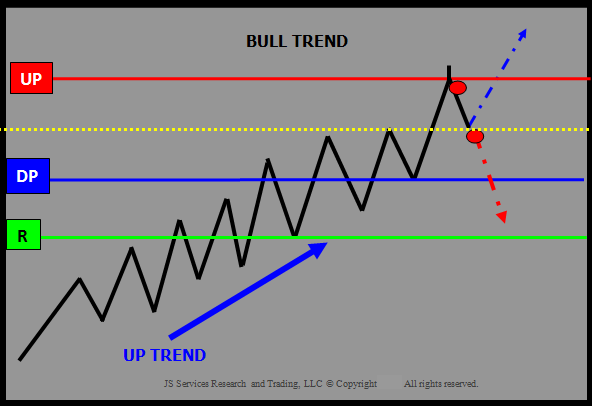 BULL TREND
UP
DP
R
UP TREND
JS Services Research and Trading, LLC © Copyright All rights reserved.